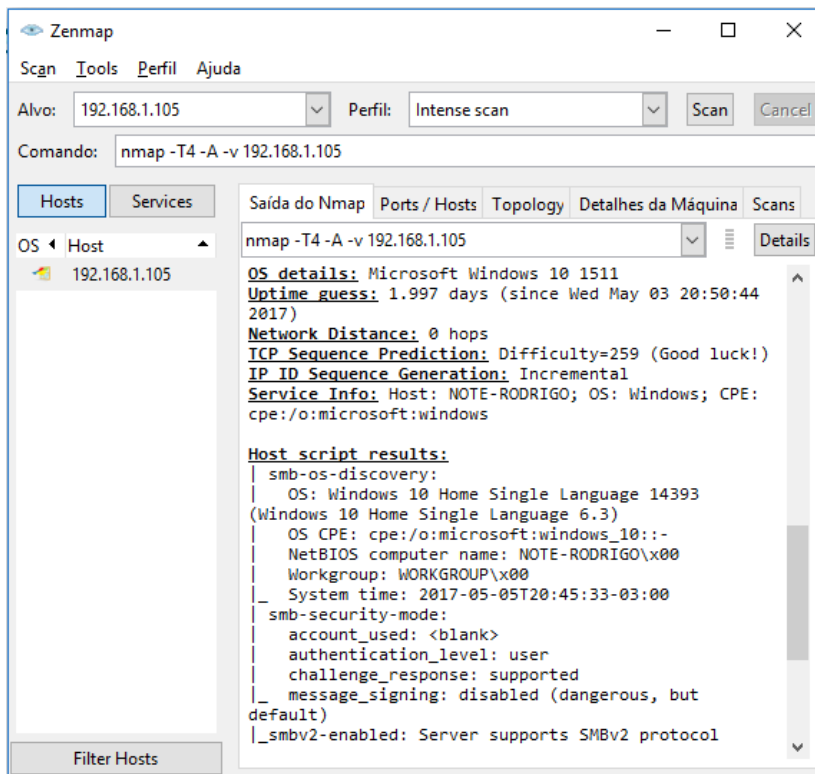 Zenmap
Scan Tools Perfil Ajuda
Alvo: 192.168.1.105 Perfil: Intense scan Scan Cancel
Comando: nmap -T4 -A -v 192.168.1.105
Hosts Services
OS Host
192.168.1.105
Filter Hosts
Saída do Nmap Ports / Hosts Topology Detalhes da Máquina Scans
nmap -T4 -A -v 192.168.1.105 Details
OS details: Microsoft Windows 10 1511
Uptime guess: 1.997 days (since Wed May 03 20:50:44
2017)
Network Distance: 0 hops
TCP Sequence Prediction: Difficulty=259 (Good luck!)
IP ID Sequence Generation: Incremental
Service Info: Host: NOTE-RODRIGO; OS: Windows; CPE:
cpe:/o:microsoft:windows
Host script results:
| smb-os-discovery:
|   OS: Windows 10 Home Single Language 14393
(Windows 10 Home Single Language 6.3)
|   OS CPE: cpe:/o:microsoft:windows_10::-
|   NetBIOS computer name: NOTE-RODRIGO\x00
|   Workgroup: WORKGROUP\x00
|_  System time: 2017-05-05T20:45:33-03:00
| smb-security-mode:
|   account_used: <blank>
|   authentication_level: user
|   challenge_response: supported
|_  message_signing: disabled (dangerous, but
default)
|_smbv2-enabled: Server supports SMBv2 protocol